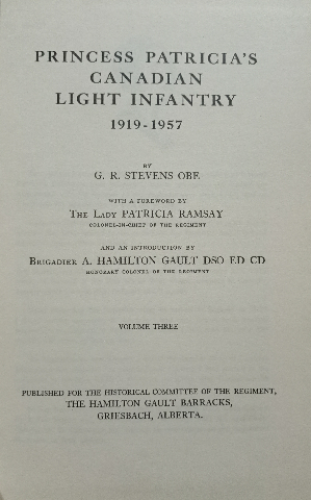 PRINCESS PATRICIA'S
CANADIAN
LIGHT INFANTRY
1919-1957
BY
G. R. STEVENS OBE
WITH A FOREWORD BY
THE LADY PATRICIA RAMSAY
COLONEL-IN-CHIEF OF THE REGIMENT
AND AN INTRODUCTION BY
BRIGADIER A. HAMILTON GAULT DSO ED CD
HONORARY COLONEL OF THE REGIMENT
VOLUME THREE
PUBLISHED FOR THE HISTORICAL COMMITTEE OF THE REGIMENT,
THE HAMILTON GAULT BARRACKS,
GRIESBACH, ALBERTA.